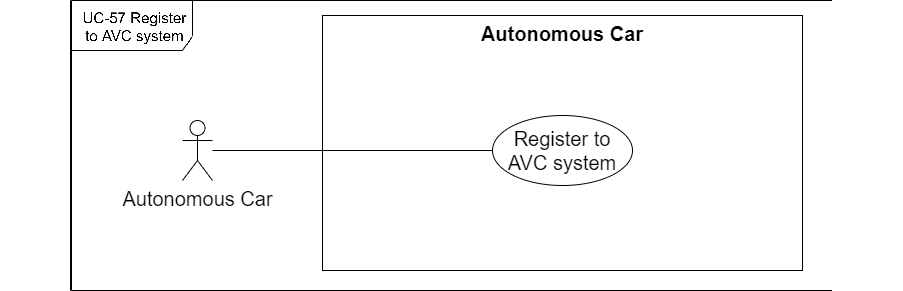 UC-57 Register
to AVC system
Autonomous Car
Register to
AVC system
Autonomous Car